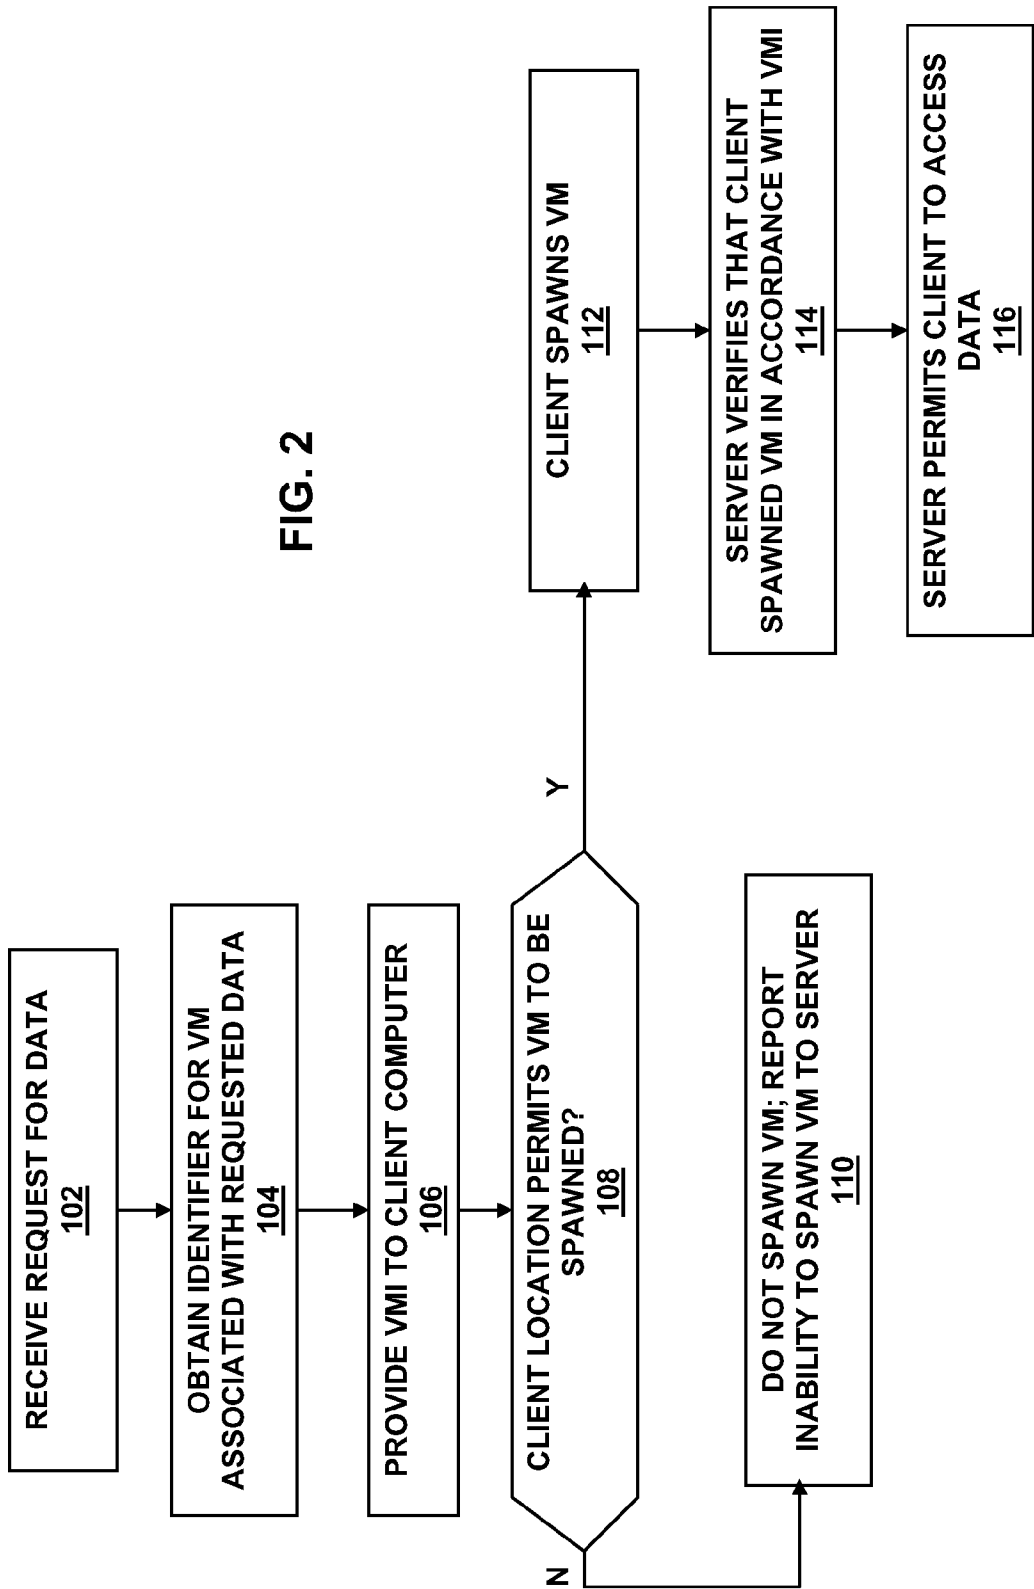 FIG. 2
RECEIVE REQUEST FOR DATA
102
OBTAIN IDENTIFIER FOR VM
ASSOCIATED WITH REQUESTED DATA
104
PROVIDE VMI TO CLIENT COMPUTER
106
CLIENT LOCATION PERMITS VM TO BE
SPAWNED?
108
N
Y
DO NOT SPAWN VM; REPORT
INABILITY TO SPAWN VM TO SERVER
110
CLIENT SPAWNS VM
112
SERVER VERIFIES THAT CLIENT
SPAWNED VM IN ACCORDANCE WITH VMI
114
SERVER PERMITS CLIENT TO ACCESS
DATA
116